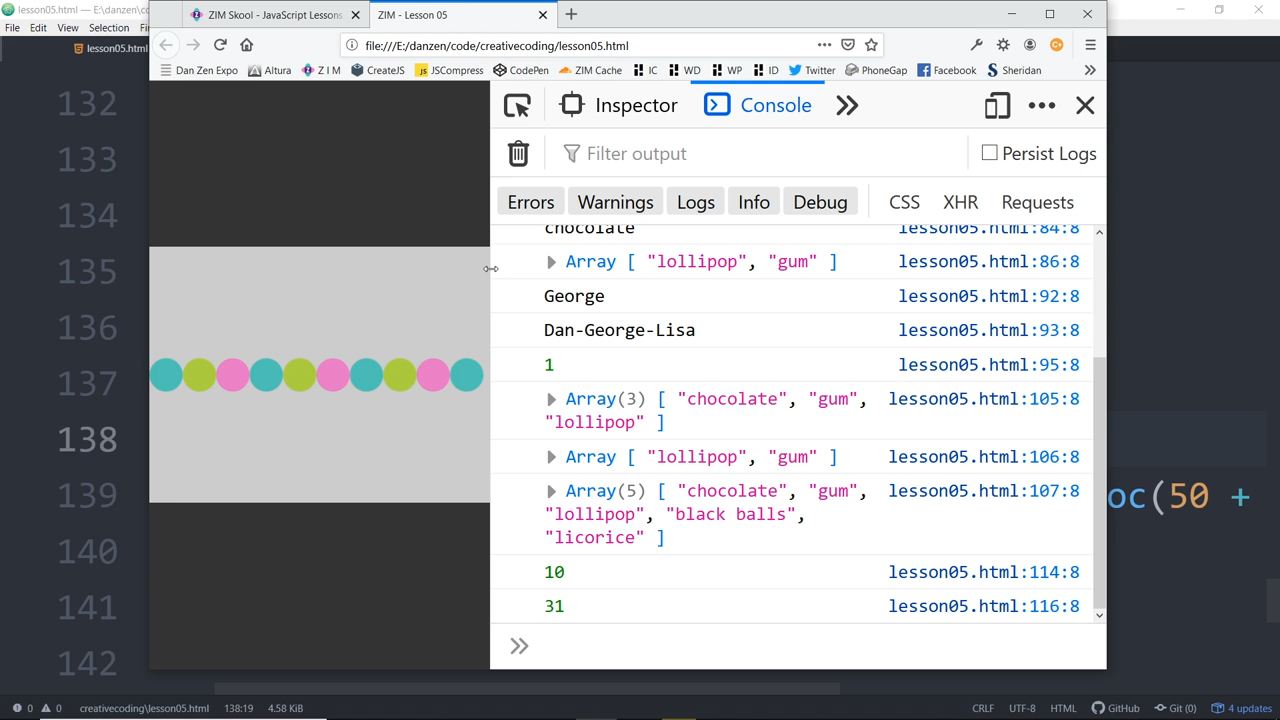 lesson05.html — E:\danzen\c
ZIM Skool - JavaScript Lessons
ZIM - Lesson 05
File Edit View Selection
lesson05.html
file:///E:/danzen/code/creativecoding/lesson05.html
Dan Zen Expo Altura Z I M CreateJS JSCompress CodePen ZIM Cache IC WD WP ID Twitter PhoneGap Facebook Sheridan
132
133
134
135
136
137
138
139
140
141
142
Inspector Console
Filter output Persist Logs
Errors Warnings Logs Info Debug CSS XHR Requests
chocolate lesson05.html:84:8
Array [ "lollipop", "gum" ] lesson05.html:86:8
George lesson05.html:92:8
Dan-George-Lisa lesson05.html:93:8
1 lesson05.html:95:8
Array(3) [ "chocolate", "gum", lesson05.html:105:8
"lollipop" ]
Array [ "lollipop", "gum" ] lesson05.html:106:8
Array(5) [ "chocolate", "gum", lesson05.html:107:8
"lollipop", "black balls",
"licorice" ]
10 lesson05.html:114:8
31 lesson05.html:116:8
oc(50 +
0 0 creativecoding\lesson05.html 138:19 4.58 KiB CRLF UTF-8 HTML GitHub Git (0) 4 updates